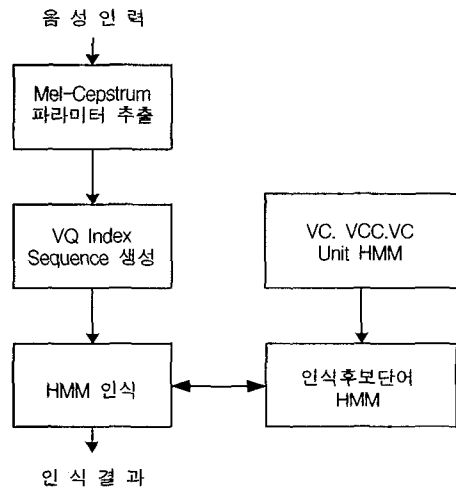 음성인력
Mel-Cepstrum
파라미터 추출
VQ Index
Sequence 생성
VC. VCC.VC
Unit HMM
HMM 인식
인식후보단어
HMM
인식결과